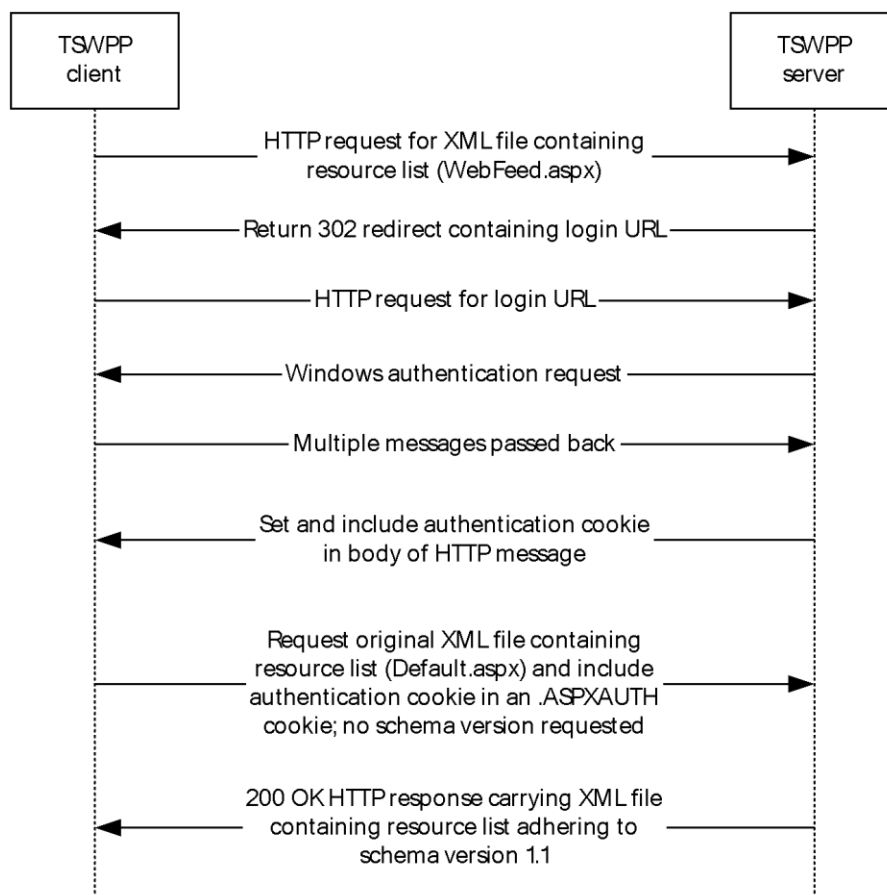 TSWPP
client
TSWPP
server
HTTP request for XML file containing
resource list (WebFeed.aspx)
Return 302 redirect containing login URL
HTTP request for login URL
Windows authentication request
Multiple messages passed back
Set and include authentication cookie
in body of HTTP message
Request original XML file containing
resource list (Default.aspx) and include
authentication cookie in an .ASPXAUTH
cookie; no schema version requested
200 OK HTTP response carrying XML file
containing resource list adhering to
schema version 1.1